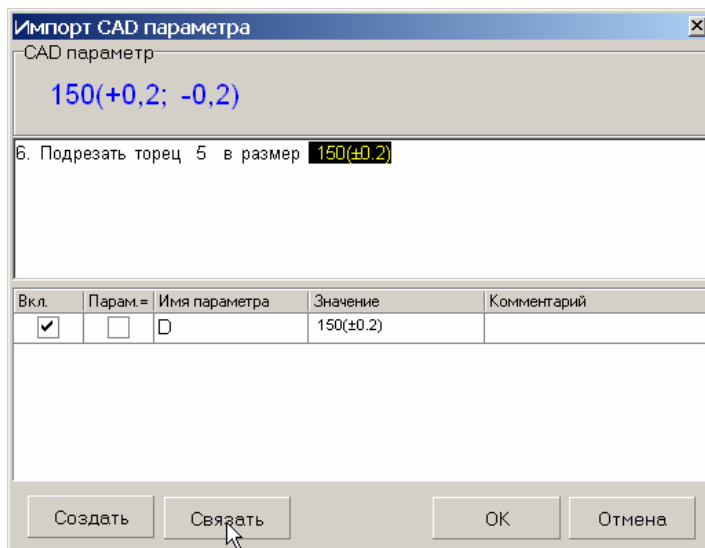 Импорт CAD параметра
CAD параметр
150(+0,2; -0,2)
6. Подрезать торец 5 в размер 150(±0.2)
Вкл. Парам.= Имя параметра Значение Комментарий
D 150(±0.2)
Создать Связать OK Отмена